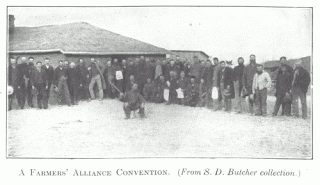 A FARMERS' ALLIANCE CONVENTION. (From S. D. Butcher collection.)